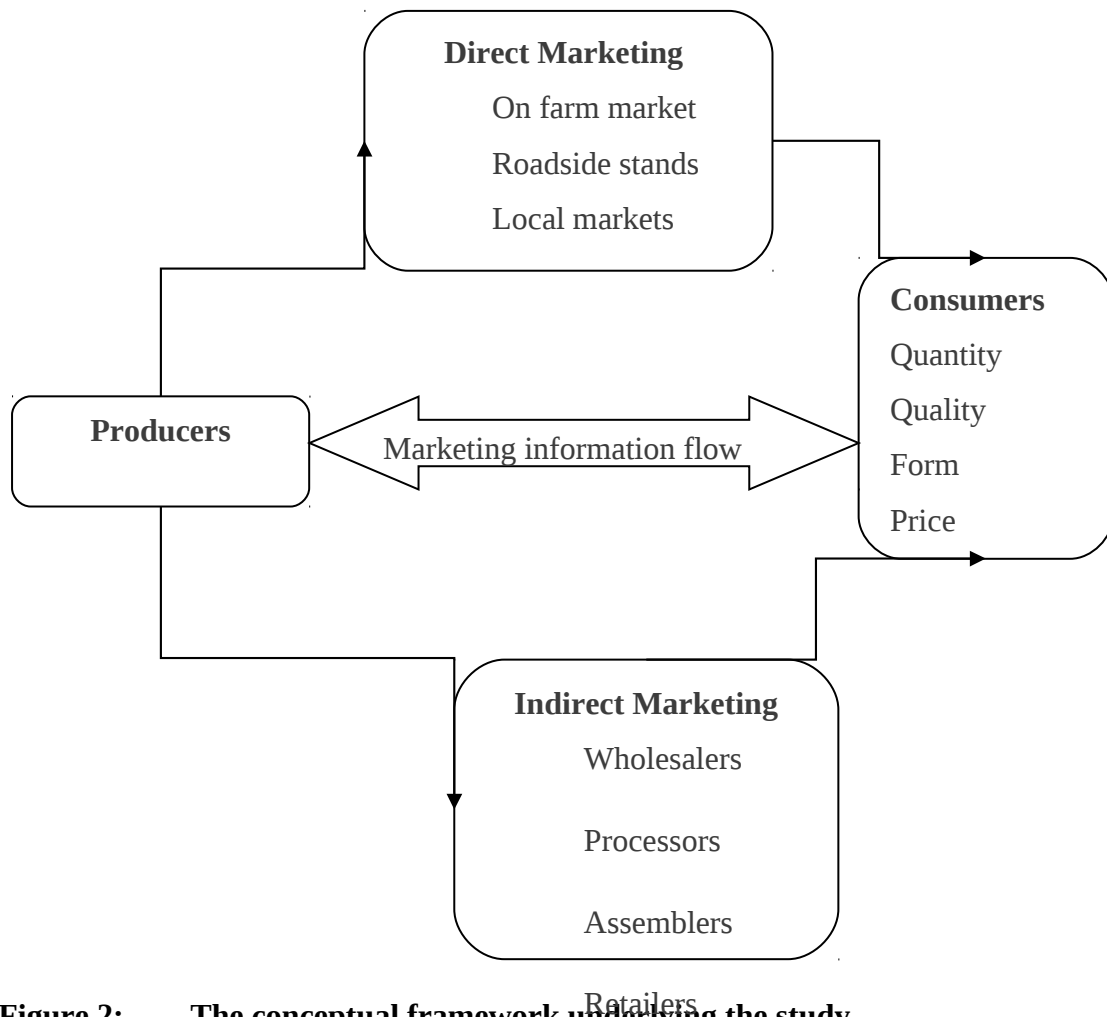 Direct Marketing
On farm market
Roadside stands
Local markets
Consumers
Quantity
Quality
Form
Price
Producers
Marketing information flow
Indirect Marketing
Wholesalers
Processors
Assemblers
Retailers
Figure 2: The conceptual framework underlying the study